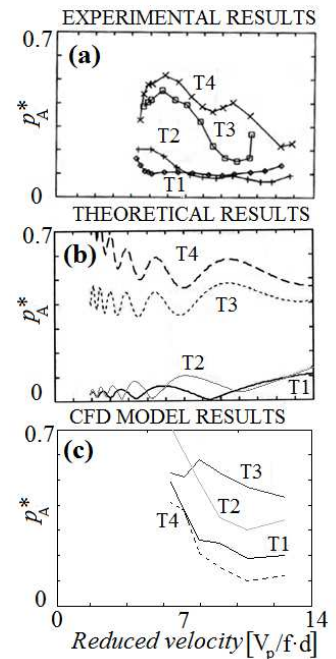 EXPERIMENTAL RESULTS
0.7
(a)
T4
p*A
T2
T3
T1
0
THEORETICAL RESULTS
0.7
(b)
T4
p*A
T3
T2
T1
0
CFD MODEL RESULTS
0.7
(c)
T3
p*A
T2
T4
T1
0
0 7 14
Reduced velocity [Vp/f·d]